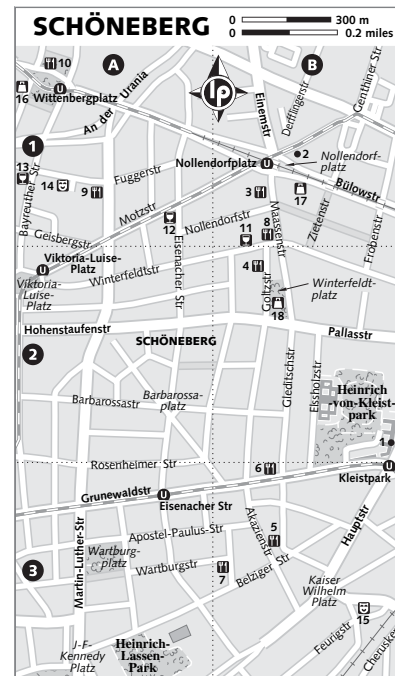 SCHÖNEBERG
0 300 m
0 0.2 miles
A
B
10
16
Wittenbergplatz
An der Urania
Einemstr
Derfflingerstr
Genthiner Str
lp
1
13
Bayreuther Str
14
9
Fuggerstr
Nollendorfplatz
2
Nollendorf-
platz
Bülowstr
3
17
Motzstr
12
Nollendorfstr
11
8
Maassenstr
Zietenstr
Frobenstr
Geisbergstr
Viktoria-Luise-
Platz
Viktoria-
Luise-
Platz
Winterfeldtstr
Eisenacher Str
4
Goltzstr
18
Winterfeldt-
platz
Hohenstaufenstr
Pallasstr
2
SCHÖNEBERG
Gleditschstr
Elssholzstr
Heinrich
-von-Kleist-
park
Barbarossastr
Barbarossa-
platz
1
Rosenheimer Str
6
Kleistpark
Grunewaldstr
Eisenacher Str
Hauptstr
Martin-Luther-Str
Apostel-Paulus-Str
Akazienstr
5
3
Wartburg-
platz
Wartburgstr
7
Belziger Str
Kaiser
Wilhelm
Platz
15
Feurigstr
Cherusker
J-F-
Kennedy
Platz
Heinrich-
Lassen-
Park